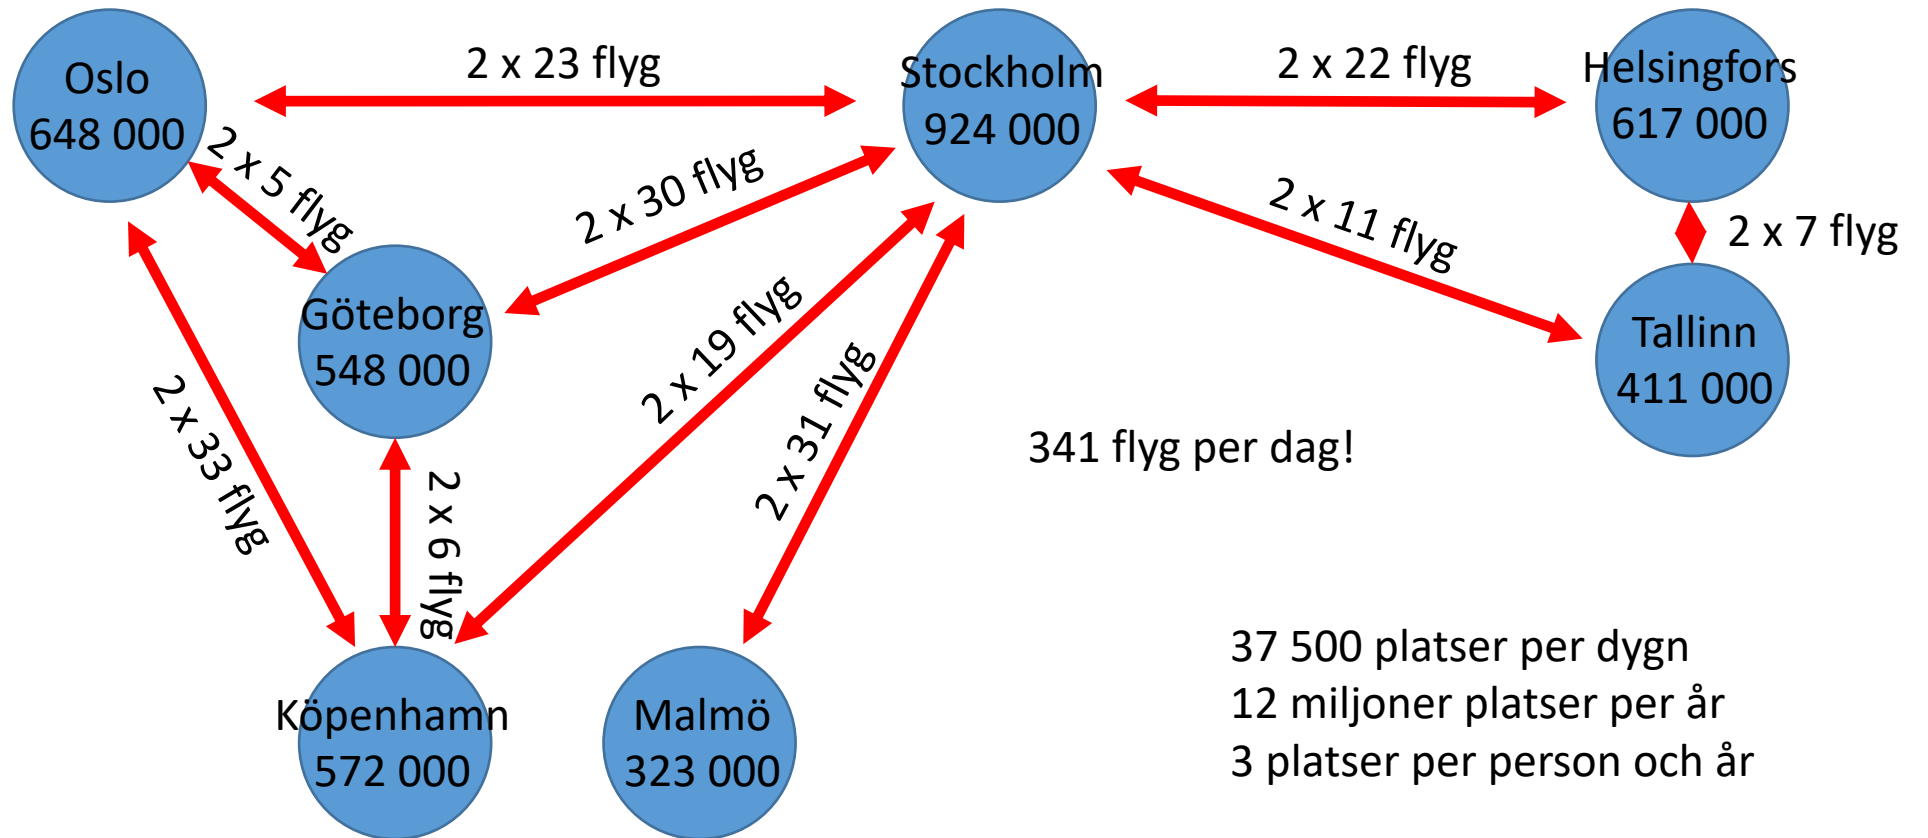 Oslo
648 000
2 x 23 flyg
Stockholm
924 000
2 x 22 flyg
Helsingfors
617 000
2 x 5 flyg
2 x 30 flyg
2 x 11 flyg
2 x 7 flyg
Göteborg
548 000
2 x 19 flyg
Tallinn
411 000
2 x 33 flyg
2 x 6 flyg
2 x 31 flyg
341 flyg per dag!
Köpenhamn
572 000
Malmö
323 000
37 500 platser per dygn
12 miljoner platser per år
3 platser per person och år